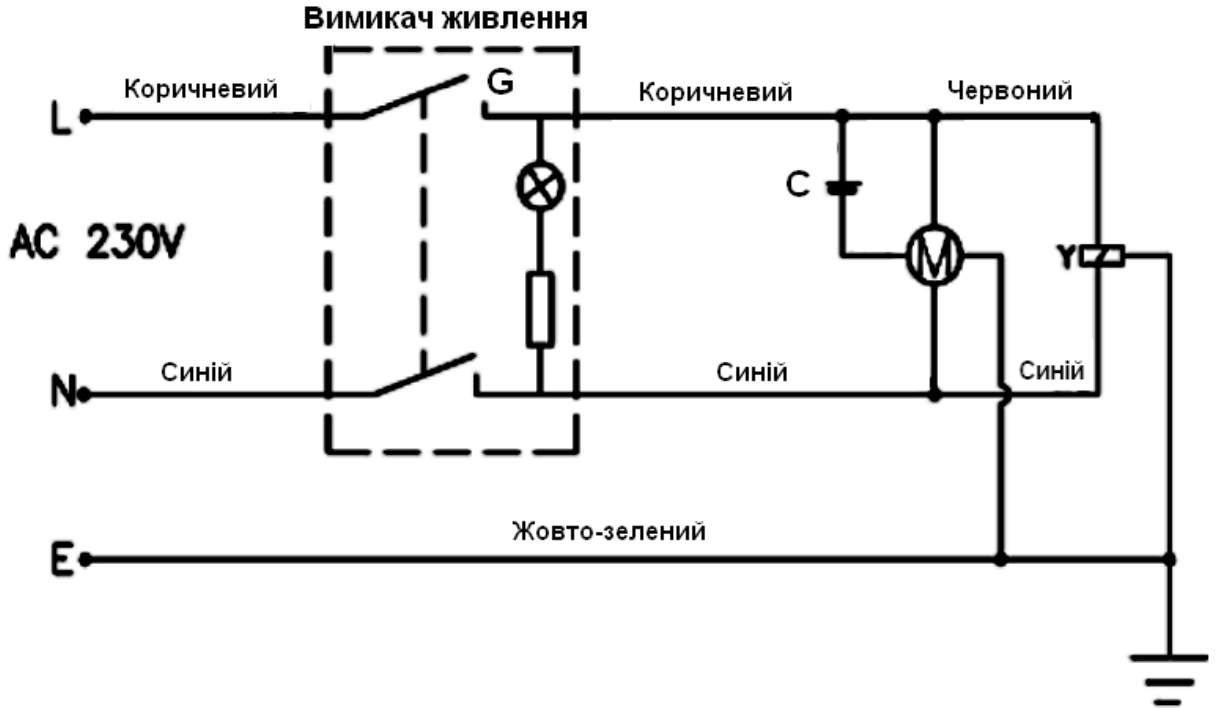 Вимикач живлення
Коричневий
G
Коричневий
Червоний
L
C
AC 230V
M
Y
Синій
Синій
Синій
N
Жовто-зелений
E